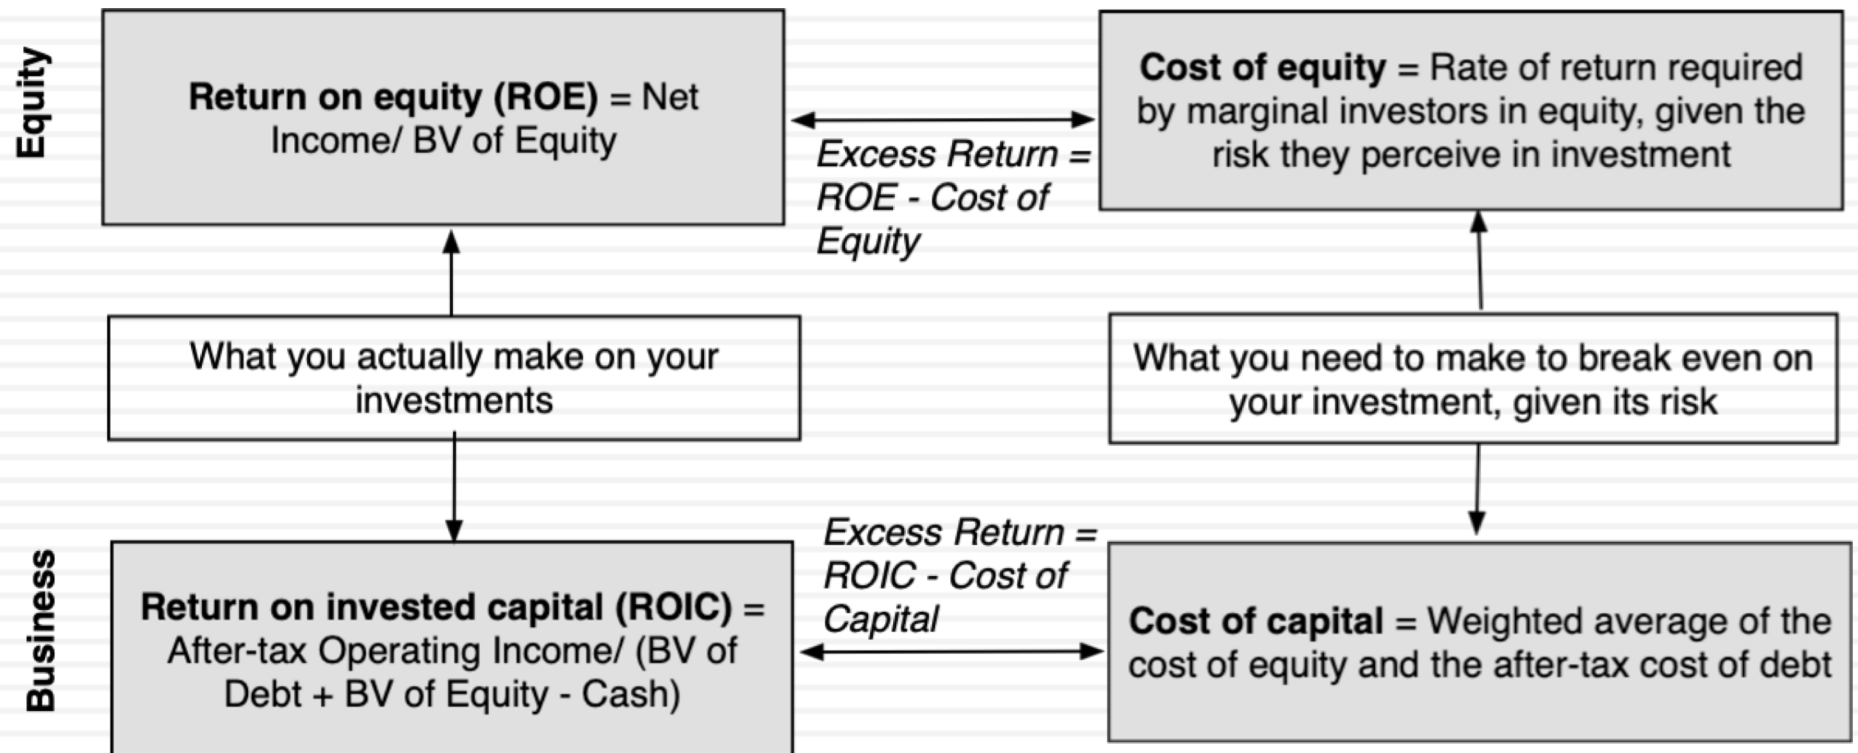 Equity
Return on equity (ROE) = Net
Income/ BV of Equity
Excess Return =
ROE - Cost of
Equity
Cost of equity = Rate of return required
by marginal investors in equity, given the
risk they perceive in investment
What you actually make on your
investments
What you need to make to break even on
your investment, given its risk
Business
Return on invested capital (ROIC) =
After-tax Operating Income/ (BV of
Debt + BV of Equity - Cash)
Excess Return =
ROIC - Cost of
Capital
Cost of capital = Weighted average of the
cost of equity and the after-tax cost of debt